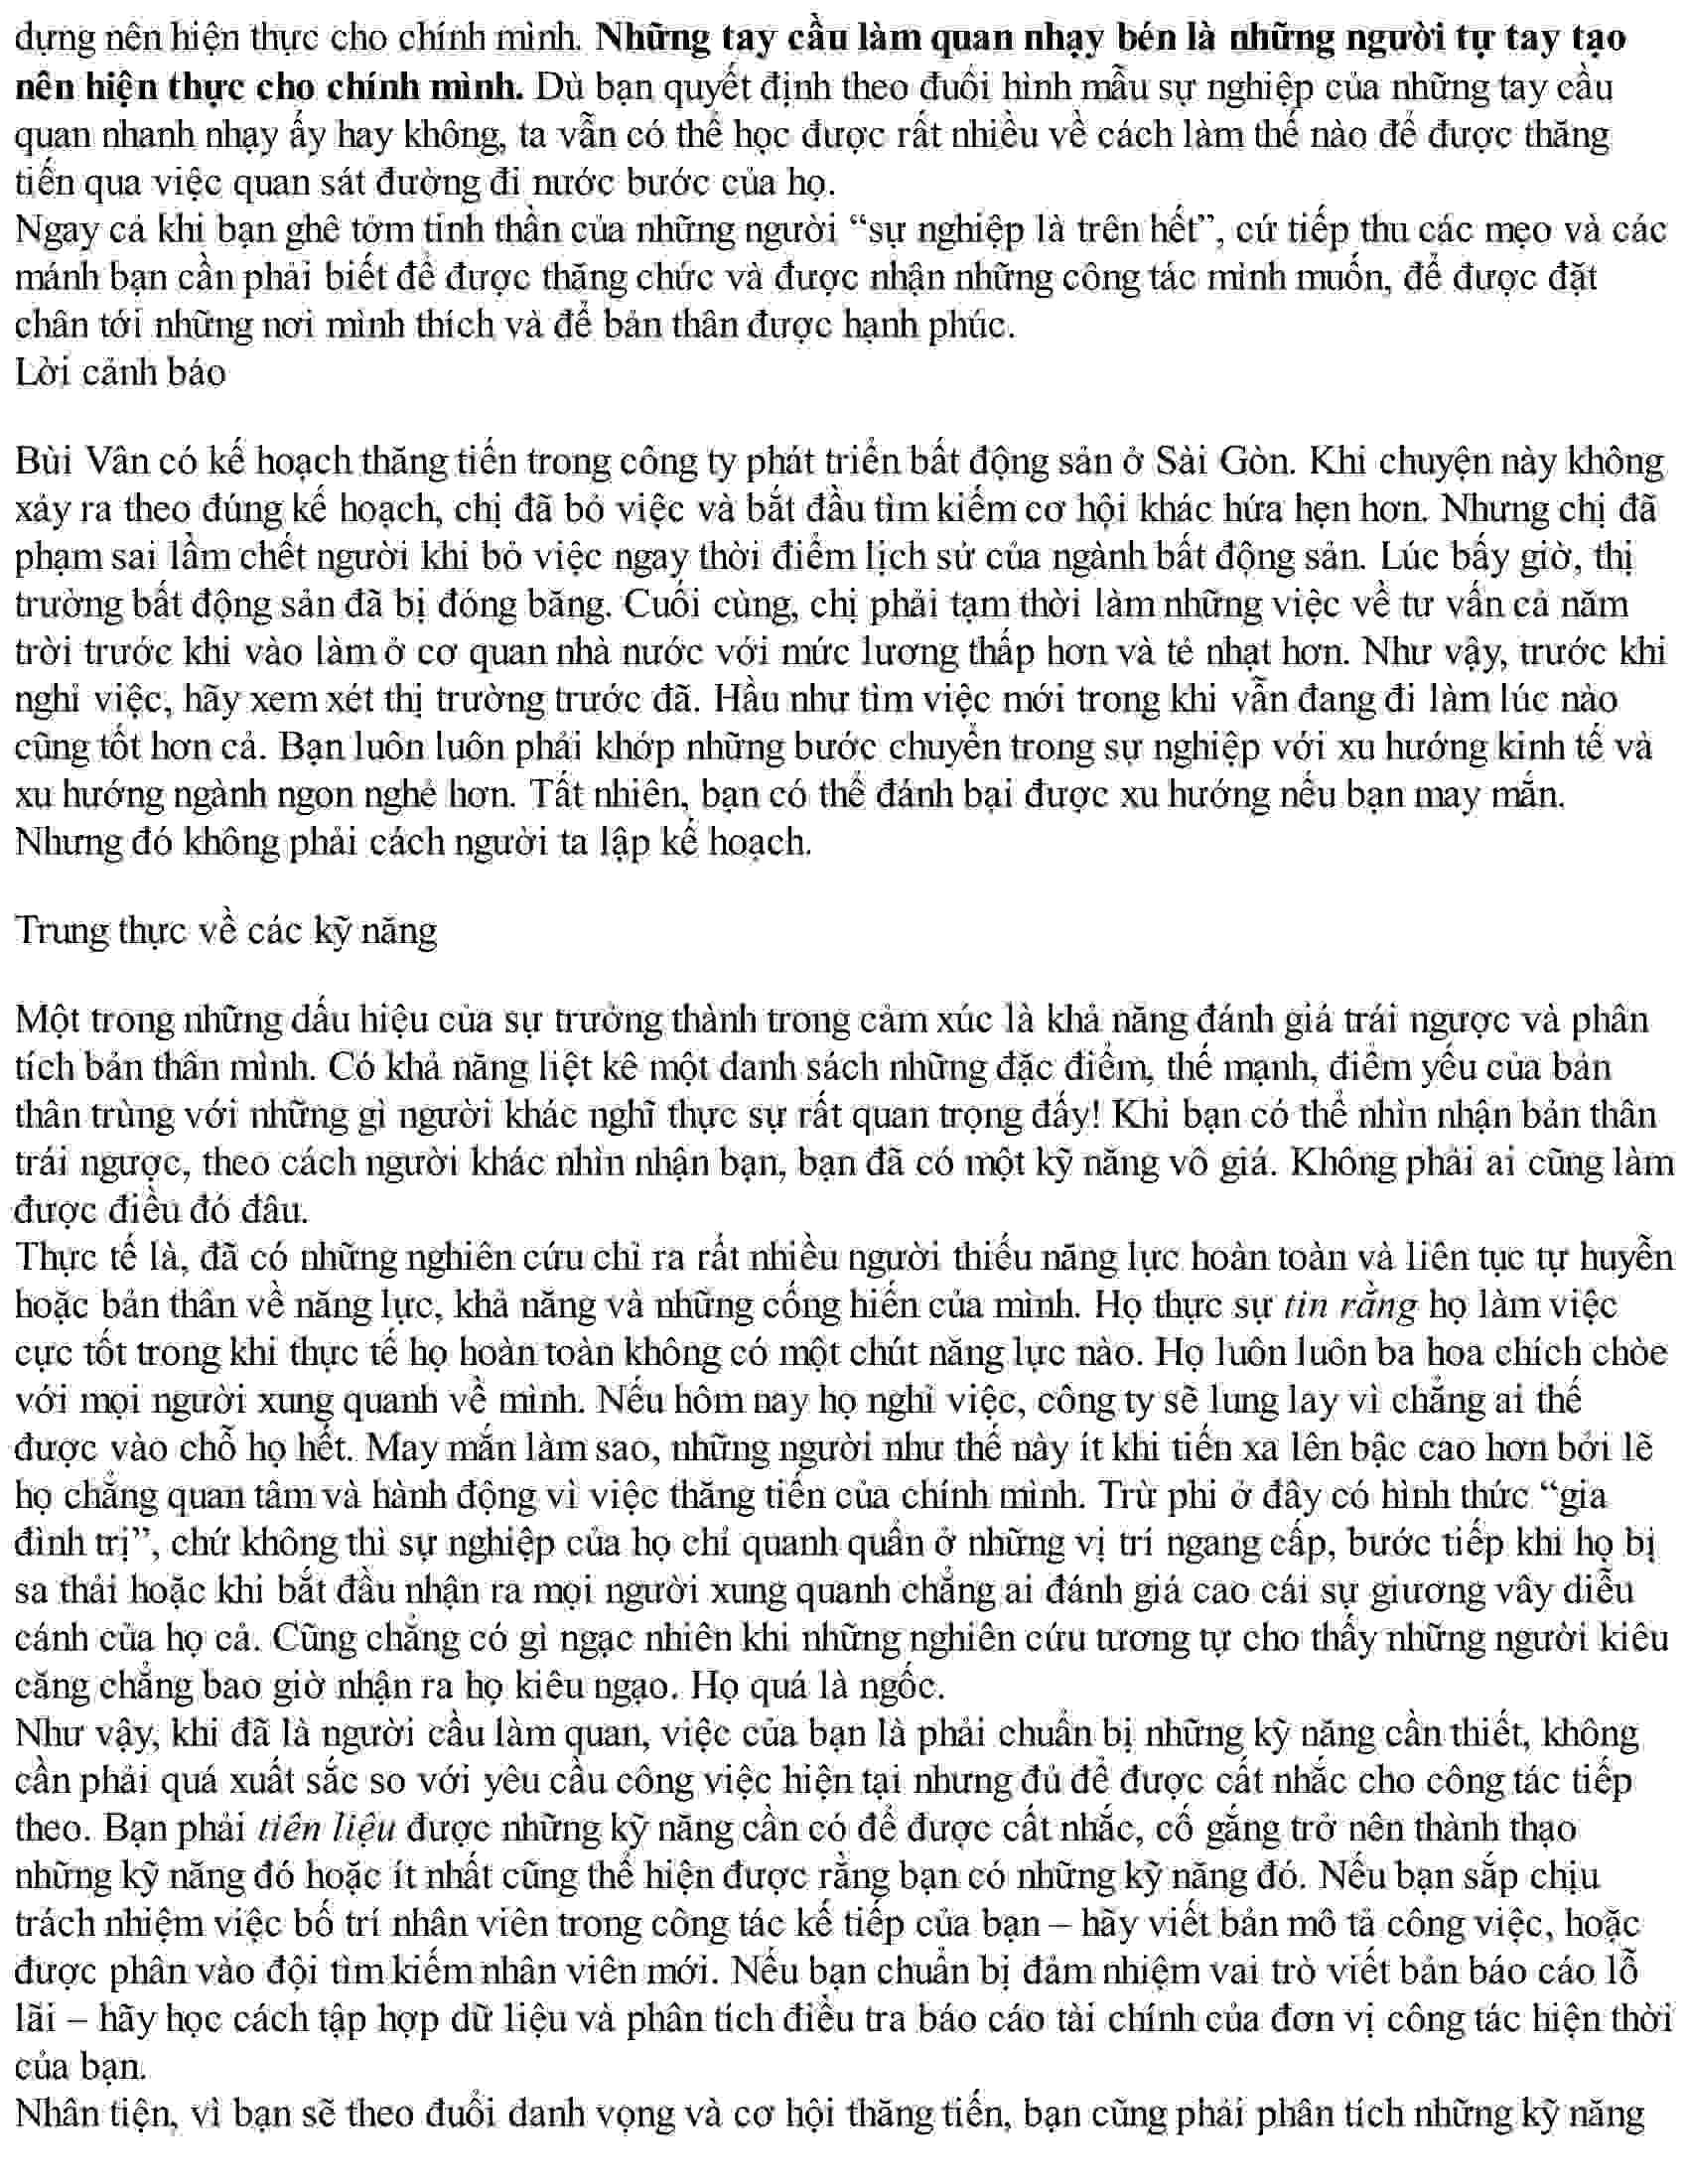 dựng nên hiện thực cho chính mình. Những tay cầu làm quan nhạy bén là những người tự tay tạo
nên hiện thực cho chính mình. Dù bạn quyết định theo đuổi hình mẫu sự nghiệp của những tay cầu
quan nhanh nhạy ấy hay không, ta vẫn có thể học được rất nhiều về cách làm thế nào để được thăng
tiến qua việc quan sát đường đi nước bước của họ.
Ngay cả khi bạn ghê tởm tinh thần của những người “sự nghiệp là trên hết”, cứ tiếp thu các mẹo và các
mánh bạn cần phải biết để được thăng chức và được nhận những công tác mình muốn, để được đặt
chân tới những nơi mình thích và để bản thân được hạnh phúc.
Lời cảnh báo
Bùi Vân có kế hoạch thăng tiến trong công ty phát triển bất động sản ở Sài Gòn. Khi chuyện này không
xảy ra theo đúng kế hoạch, chị đã bỏ việc và bắt đầu tìm kiếm cơ hội khác hứa hẹn hơn. Nhưng chị đã
phạm sai lầm chết người khi bỏ việc ngay thời điểm lịch sử của ngành bất động sản. Lúc bấy giờ, thị
trường bất động sản đã bị đóng băng. Cuối cùng, chị phải tạm thời làm những việc về tư vấn cả năm
trời trước khi vào làm ở cơ quan nhà nước với mức lương thấp hơn và tẻ nhạt hơn. Như vậy, trước khi
nghỉ việc, hãy xem xét thị trường trước đã. Hầu như tìm việc mới trong khi vẫn đang đi làm lúc nào
cũng tốt hơn cả. Bạn luôn luôn phải khớp những bước chuyển trong sự nghiệp với xu hướng kinh tế và
xu hướng ngành ngon nghẻ hơn. Tất nhiên, bạn có thể đánh bại được xu hướng nếu bạn may mắn.
Nhưng đó không phải cách người ta lập kế hoạch.
Trung thực về các kỹ năng
Một trong những dấu hiệu của sự trưởng thành trong cảm xúc là khả năng đánh giá trái ngược và phân
tích bản thân mình. Có khả năng liệt kê một danh sách những đặc điểm, thế mạnh, điểm yếu của bản
thân trùng với những gì người khác nghĩ thực sự rất quan trọng đấy! Khi bạn có thể nhìn nhận bản thân
trái ngược, theo cách người khác nhìn nhận bạn, bạn đã có một kỹ năng vô giá. Không phải ai cũng làm
được điều đó đâu.
Thực tế là, đã có những nghiên cứu chỉ ra rất nhiều người thiếu năng lực hoàn toàn và liên tục tự huyễn
hoặc bản thân về năng lực, khả năng và những cống hiến của mình. Họ thực sự tin rằng họ làm việc
cực tốt trong khi thực tế họ hoàn toàn không có một chút năng lực nào. Họ luôn luôn ba hoa chích chòe
với mọi người xung quanh về mình. Nếu hôm nay họ nghỉ việc, công ty sẽ lung lay vì chẳng ai thế
được vào chỗ họ hết. May mắn làm sao, những người như thế này ít khi tiến xa lên bậc cao hơn bởi lẽ
họ chẳng quan tâm và hành động vì việc thăng tiến của chính mình. Trừ phi ở đây có hình thức “gia
đình trị”, chứ không thì sự nghiệp của họ chỉ quanh quẩn ở những vị trí ngang cấp, bước tiếp khi họ bị
sa thải hoặc khi bắt đầu nhận ra mọi người xung quanh chẳng ai đánh giá cao cái sự giương vây diễu
cánh của họ cả. Cũng chẳng có gì ngạc nhiên khi những nghiên cứu tương tự cho thấy những người kiêu
căng chẳng bao giờ nhận ra họ kiêu ngạo. Họ quá là ngốc.
Như vậy, khi đã là người cầu làm quan, việc của bạn là phải chuẩn bị những kỹ năng cần thiết, không
cần phải quá xuất sắc so với yêu cầu công việc hiện tại nhưng đủ để được cất nhắc cho công tác tiếp
theo. Bạn phải tiên liệu được những kỹ năng cần có để được cất nhắc, cố gắng trở nên thành thạo
những kỹ năng đó hoặc ít nhất cũng thể hiện được rằng bạn có những kỹ năng đó. Nếu bạn sắp chịu
trách nhiệm việc bố trí nhân viên trong công tác kế tiếp của bạn – hãy viết bản mô tả công việc, hoặc
được phân vào đội tìm kiếm nhân viên mới. Nếu bạn chuẩn bị đảm nhiệm vai trò viết bản báo cáo lỗ
lãi – hãy học cách tập hợp dữ liệu và phân tích điều tra báo cáo tài chính của đơn vị công tác hiện thời
của bạn.
Nhân tiện, vì bạn sẽ theo đuổi danh vọng và cơ hội thăng tiến, bạn cũng phải phân tích những kỹ năng